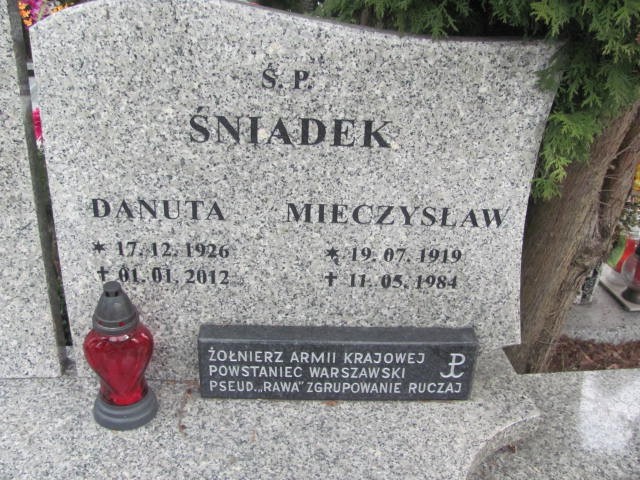 Ś. P.
ŚNIADEK
DANUTA
* 17. 12. 1926
✝ 01. 01. 2012
MIECZYSŁAW
* 19. 07. 1919
✝ 11. 05. 1984
ŻOŁNIERZ ARMII KRAJOWEJ
POWSTANIEC WARSZAWSKI
PSEUD.„RAWA” ZGRUPOWANIE RUCZAJ